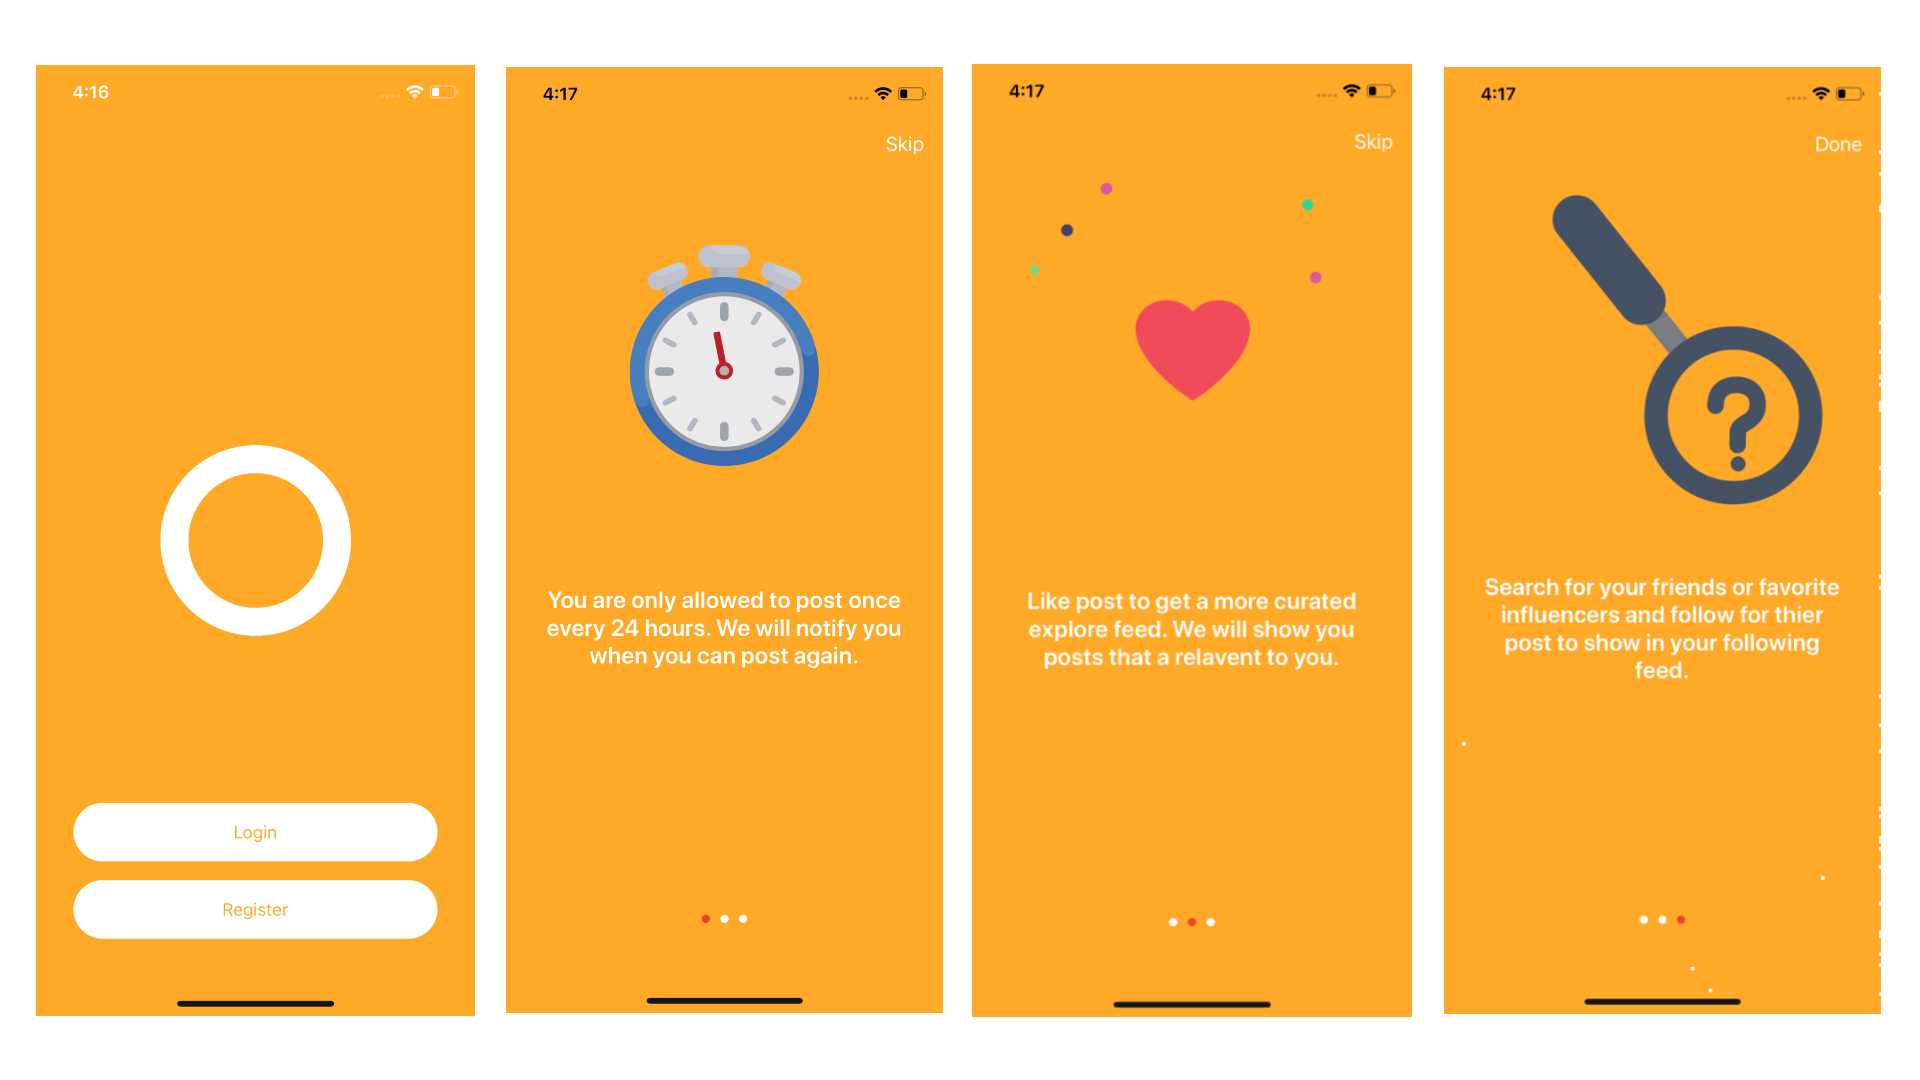 4:16
Login
Register
4:17
Skip
You are only allowed to post once
every 24 hours. We will notify you
when you can post again.
4:17
Skip
Like post to get a more curated
explore feed. We will show you
posts that a relavent to you.
4:17
Done
?
Search for your friends or favorite
influencers and follow for thier
post to show in your following
feed.